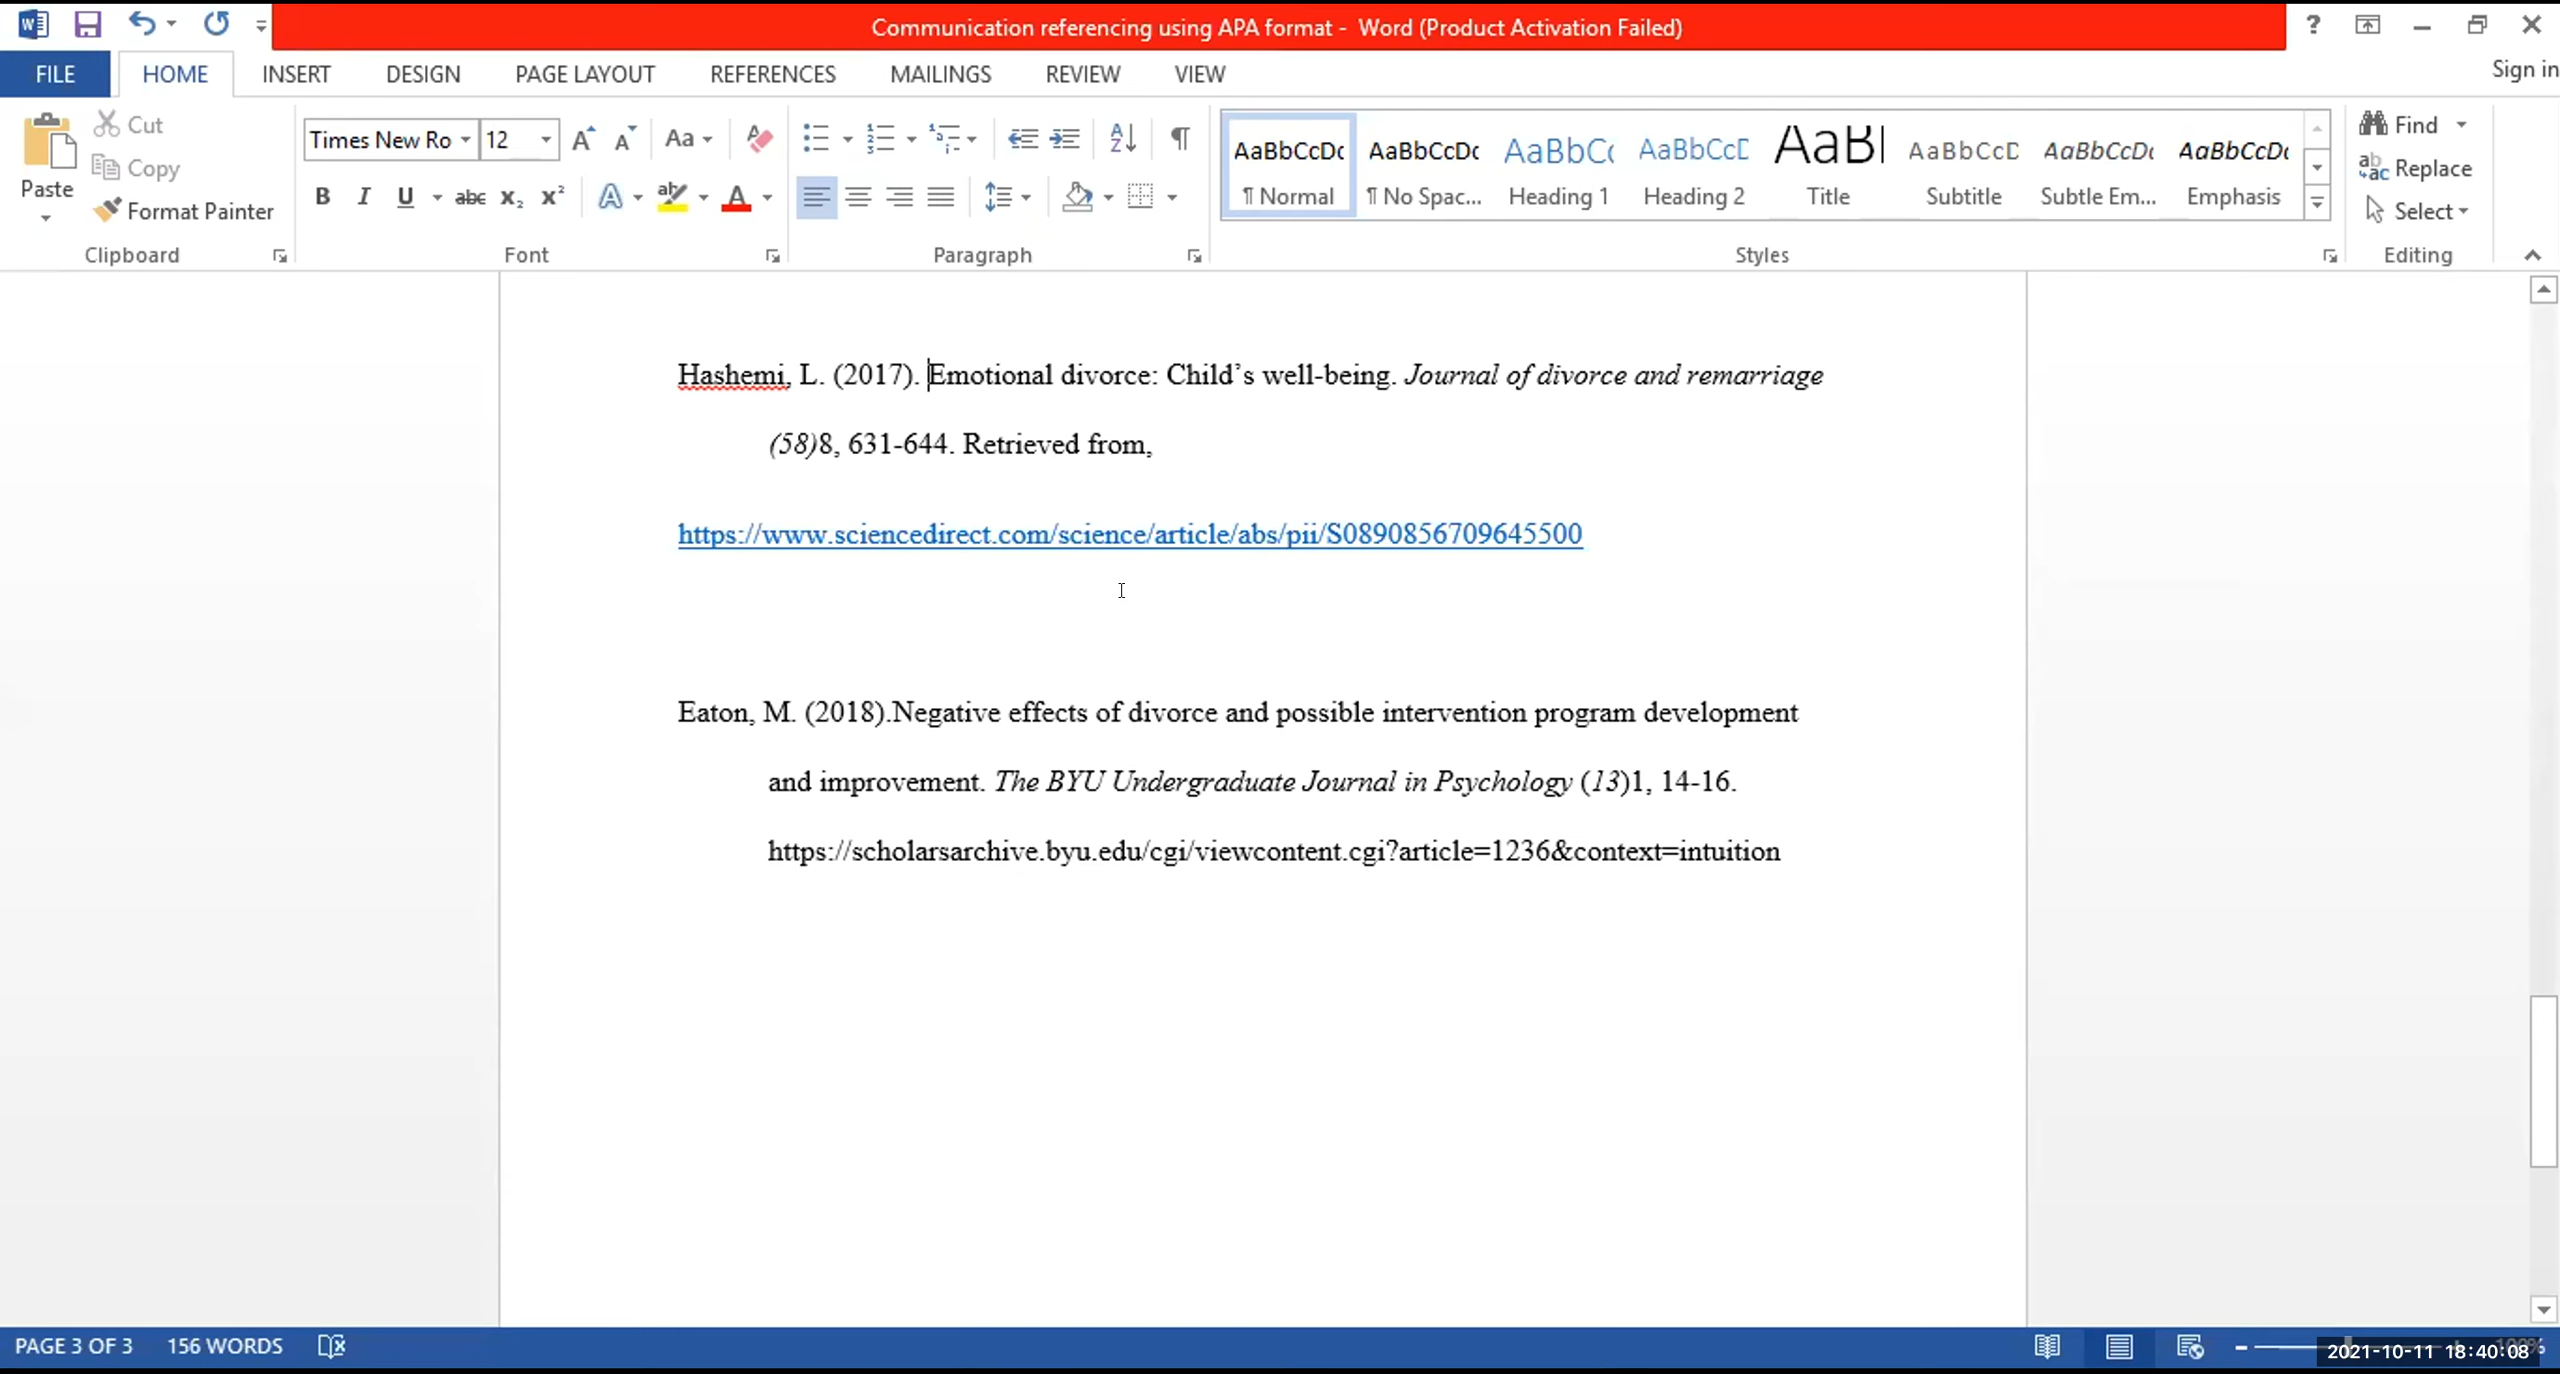 Communication referencing using APA format - Word (Product Activation Failed)
?
FILE HOME INSERT DESIGN PAGE LAYOUT REFERENCES MAILINGS REVIEW VIEW
Sign in
Paste
Cut
Copy
Format Painter
Clipboard
Times New Ro 12
Font
Paragraph
AaBbCcDc AaBbCcDc AaBbC AaBbCcD AaB AaBbCcD AaBbCcDc AaBbCcDc
¶ Normal ¶ No Spac... Heading 1 Heading 2 Title Subtitle Subtle Em... Emphasis
Styles
Find
Replace
Select
Editing
Hashemi, L. (2017). Emotional divorce: Child’s well-being. Journal of divorce and remarriage
(58)8, 631-644. Retrieved from,
https://www.sciencedirect.com/science/article/abs/pii/S0890856709645500
Eaton, M. (2018).Negative effects of divorce and possible intervention program development
and improvement. The BYU Undergraduate Journal in Psychology (13)1, 14-16.
https://scholarsarchive.byu.edu/cgi/viewcontent.cgi?article=1236&context=intuition
PAGE 3 OF 3 156 WORDS
2021-10-11 18:40:08